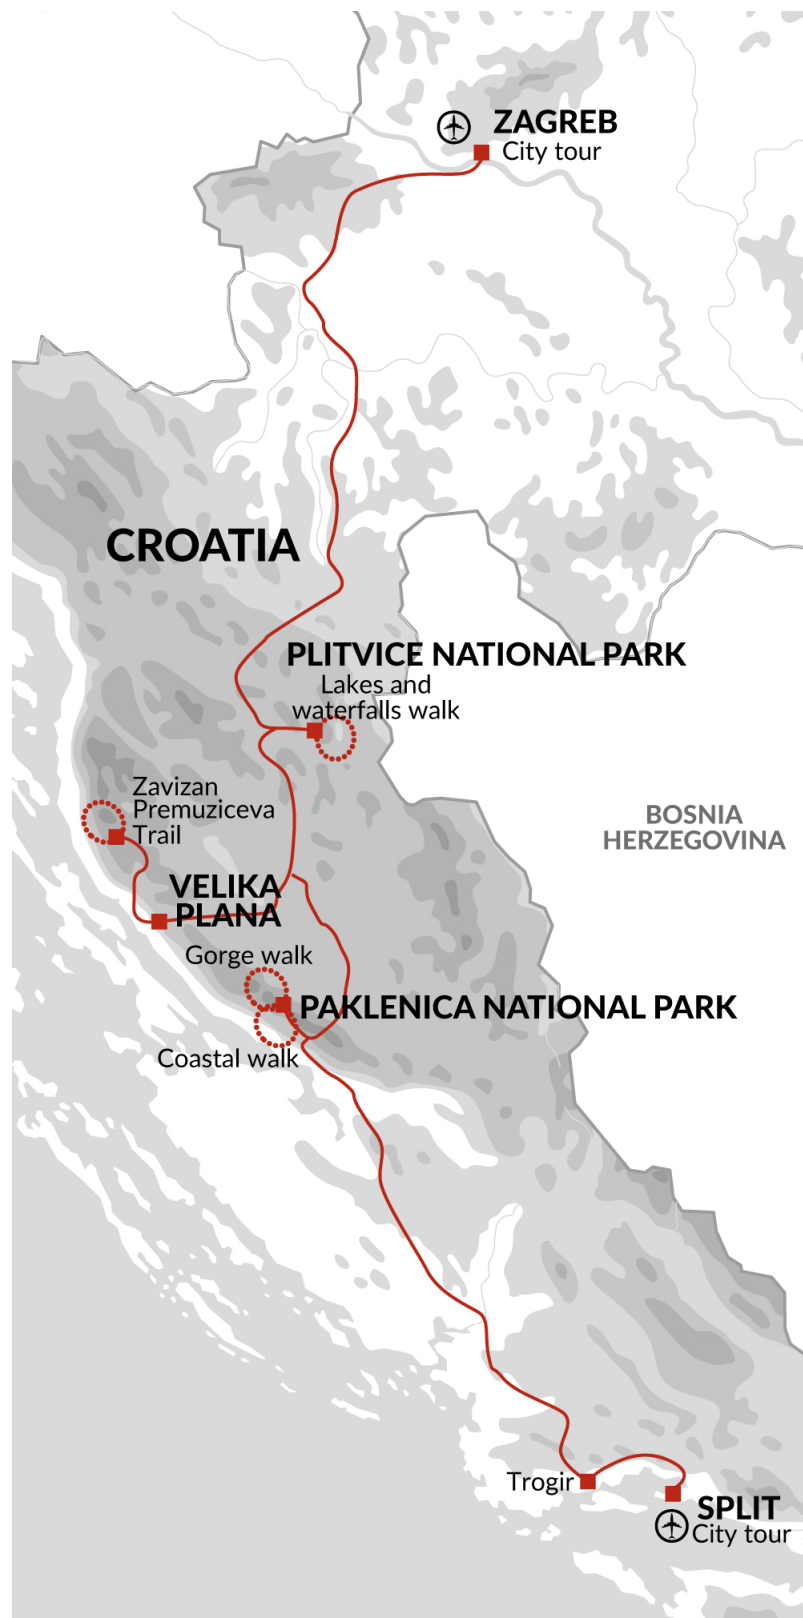 ZAGREB
City tour
CROATIA
PLITVICE NATIONAL PARK
Lakes and
waterfalls walk
Zavizan
Premuziceva
Trail
BOSNIA
HERZEGOVINA
VELIKA
PLANA
Gorge walk
PAKLENICA NATIONAL PARK
Coastal walk
Trogir
SPLIT
City tour